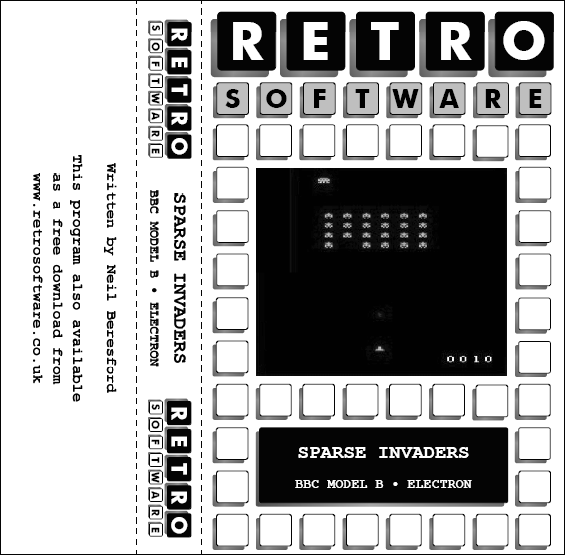 RETRO
SOFTWARE
0010
SPARSE INVADERS
BBC MODEL B • ELECTRON
RETRO
SOFTWARE
SPARSE INVADERS
BBC MODEL B • ELECTRON
RETRO
SOFTWARE
Written by Neil Beresford
This program also available
as a free download from
www.retrosoftware.co.uk